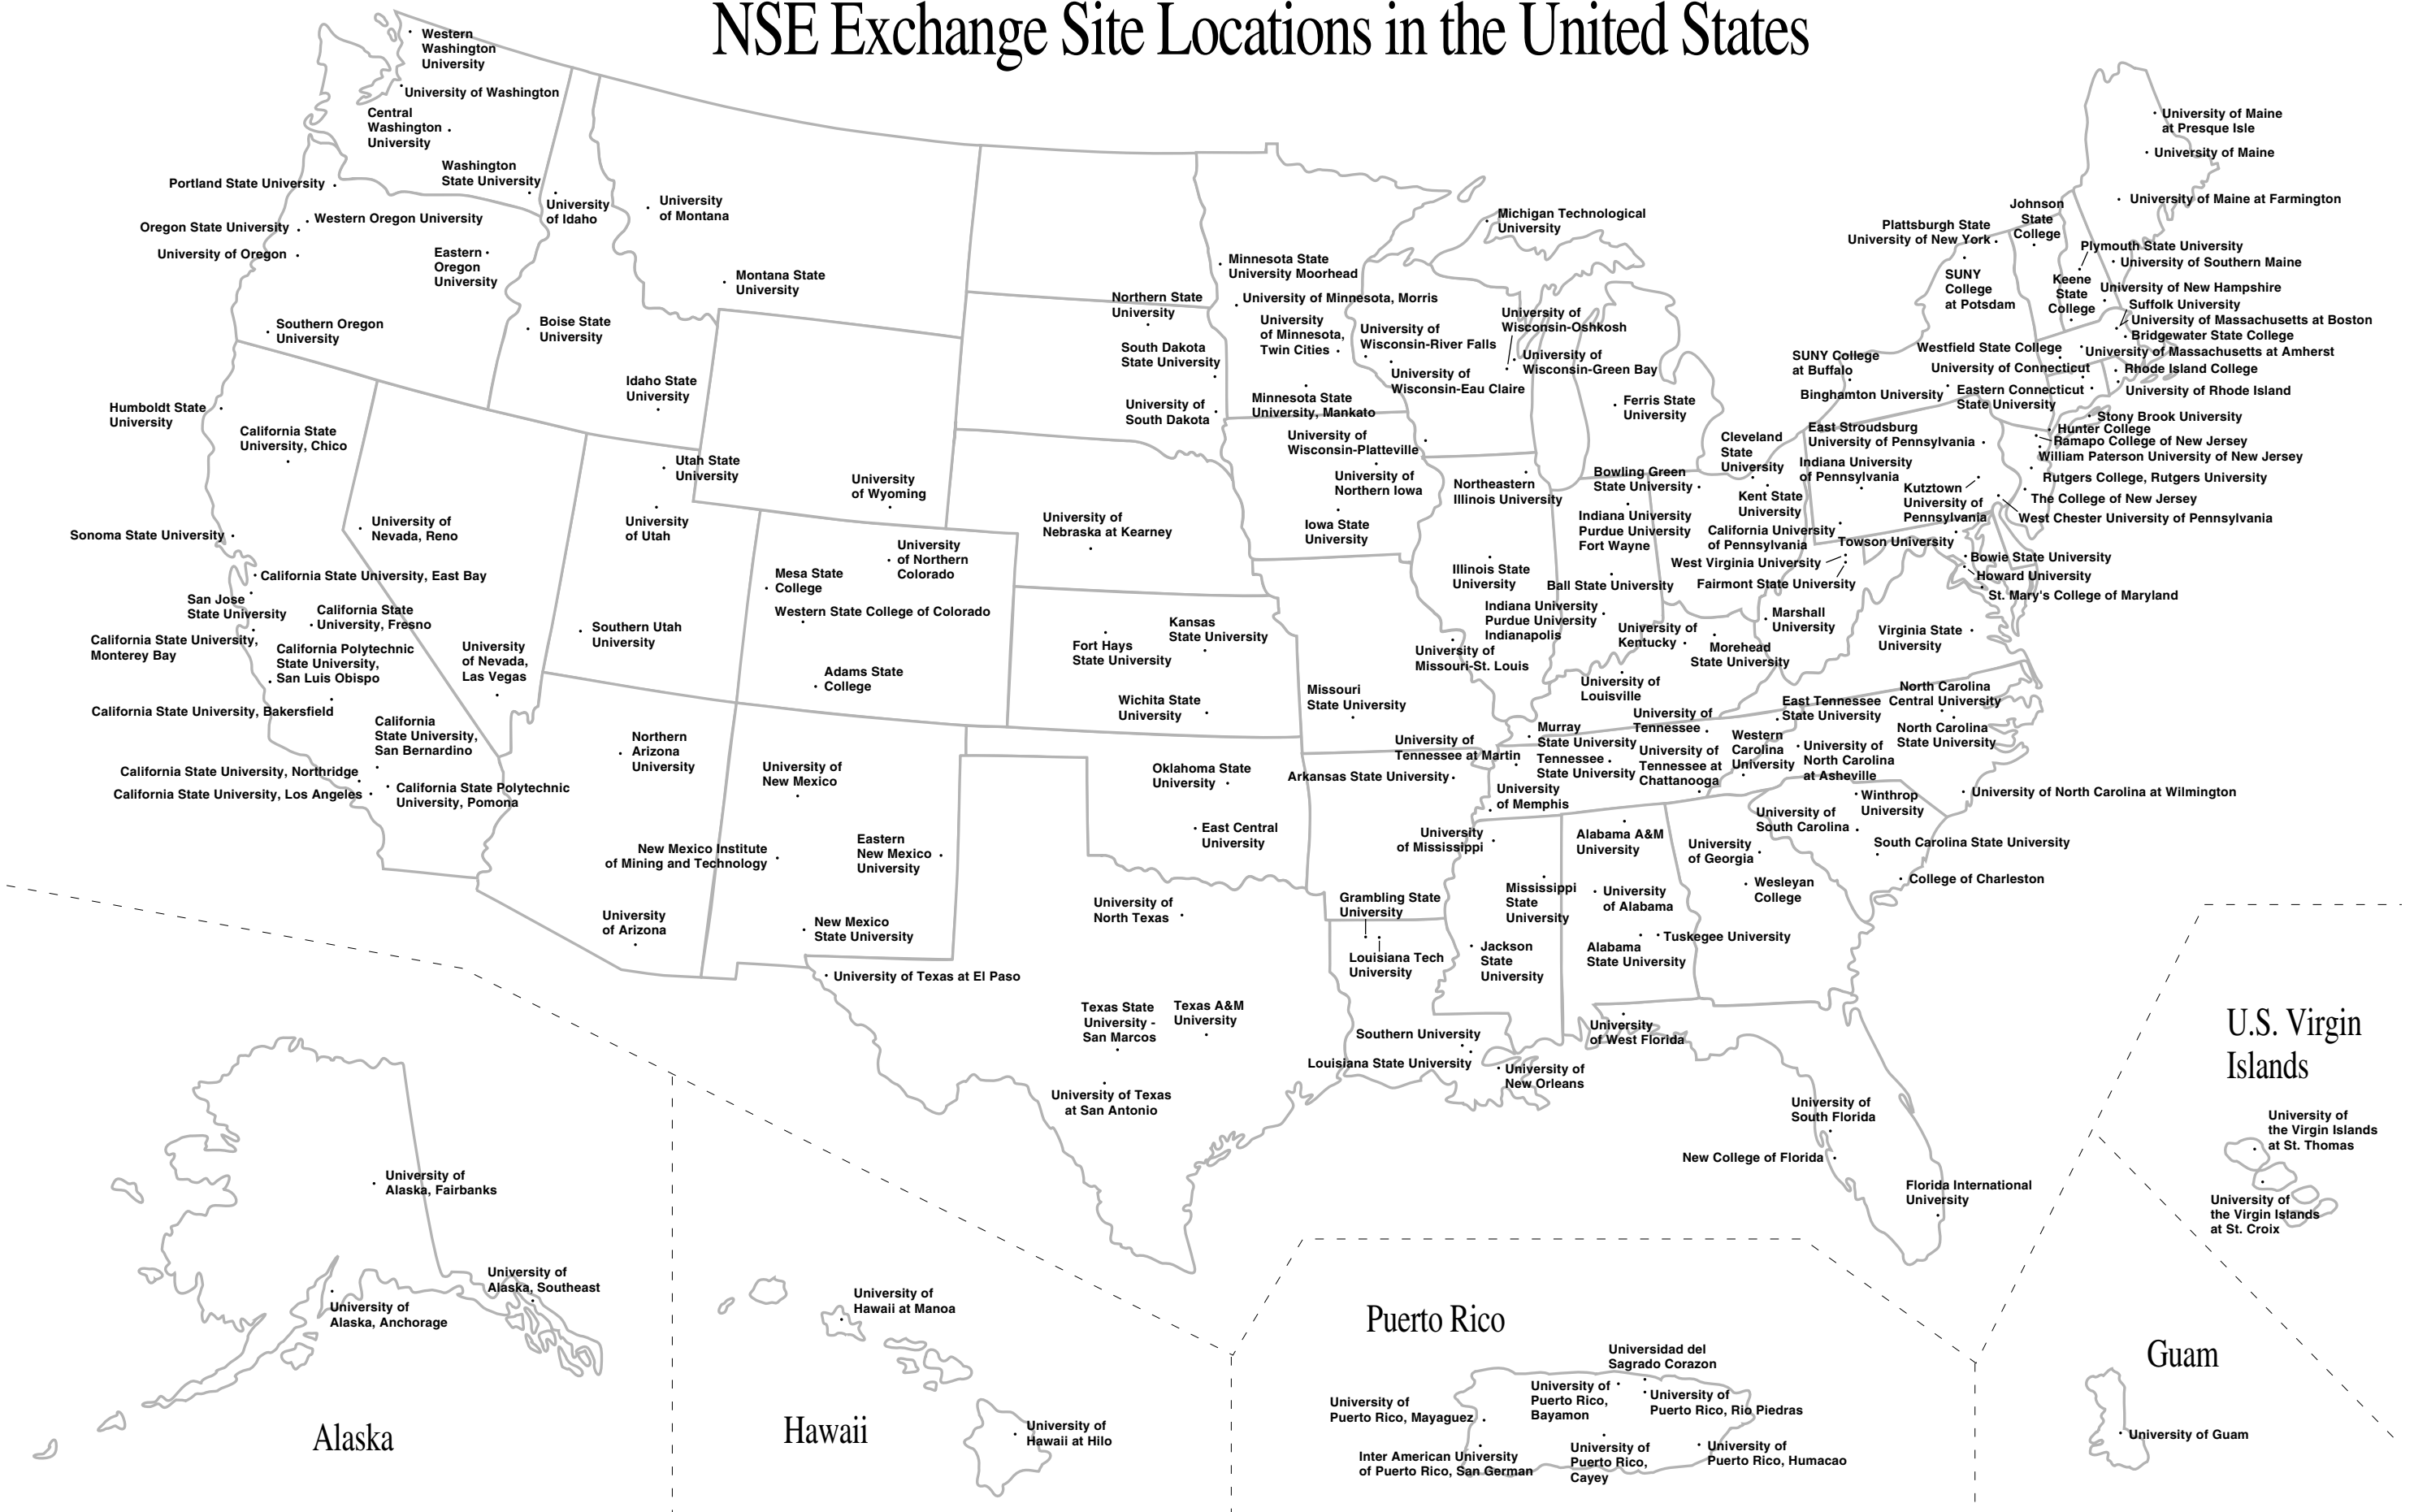 NSE Exchange Site Locations in the United States
Western
Washington
University
University of Washington
Central
Washington
University
Washington
State University
Portland State University
Oregon State University
Western Oregon University
University of Oregon
Eastern
Oregon
University
Southern Oregon
University
University
of Idaho
Boise State
University
Idaho State
University
University
of Montana
Montana State
University
Humboldt State
University
California State
University, Chico
Sonoma State University
University of
Nevada, Reno
California State University, East Bay
San Jose
State University
California State
University, Fresno
California State University,
Monterey Bay
California Polytechnic
State University,
San Luis Obispo
University
of Nevada,
Las Vegas
California State University, Bakersfield
California
State University,
San Bernardino
California State University, Northridge
California State University, Los Angeles
California State Polytechnic
University, Pomona
Utah State
University
University
of Utah
Southern Utah
University
University
of Wyoming
University
of Northern
Colorado
Mesa State
College
Western State College of Colorado
Adams State
College
Northern
Arizona
University
University
of Arizona
University of
New Mexico
New Mexico Institute
of Mining and Technology
Eastern
New Mexico
University
New Mexico
State University
Northern State
University
South Dakota
State University
University of
South Dakota
University of
Nebraska at Kearney
Fort Hays
State University
Kansas
State University
Wichita State
University
Oklahoma State
University
East Central
University
University of
North Texas
University of Texas at El Paso
Texas State
University -
San Marcos
Texas A&M
University
University of Texas
at San Antonio
Minnesota State
University Moorhead
University of Minnesota, Morris
University
of Minnesota,
Twin Cities
Minnesota State
University, Mankato
University of
Wisconsin-River Falls
University of
Wisconsin-Eau Claire
University of
Wisconsin-Oshkosh
University of
Wisconsin-Green Bay
University of
Wisconsin-Platteville
Michigan Technological
University
Ferris State
University
University of
Northern Iowa
Iowa State
University
Northeastern
Illinois University
Illinois State
University
University of
Missouri-St. Louis
Missouri
State University
Bowling Green
State University
Cleveland
State
University
Kent State
University
Indiana University
Purdue University
Fort Wayne
Ball State University
Indiana University
Purdue University
Indianapolis
University of
Kentucky
Morehead
State University
University of
Louisville
Murray
State University
University of
Tennessee
University of
Tennessee at Martin
Tennessee
State University
University of
Tennessee at
Chattanooga
East Tennessee
State University
University
of Memphis
Arkansas State University
University
of Mississippi
Mississippi
State
University
Jackson
State
University
Grambling State
University
Louisiana Tech
University
Southern University
Louisiana State University
University of
New Orleans
Alabama A&M
University
University
of Alabama
Tuskegee University
Alabama
State University
University
of Georgia
Wesleyan
College
University
of West Florida
University of
South Florida
New College of Florida
Florida International
University
Western
Carolina
University
University of
North Carolina
at Asheville
North Carolina
Central University
North Carolina
State University
University of North Carolina at Wilmington
Winthrop
University
University of
South Carolina
South Carolina State University
College of Charleston
Virginia State
University
Marshall
University
West Virginia University
Fairmont State University
California University
of Pennsylvania
Indiana University
of Pennsylvania
East Stroudsburg
University of Pennsylvania
Kutztown
University of
Pennsylvania
West Chester University of Pennsylvania
Towson University
Bowie State University
Howard University
St. Mary's College of Maryland
The College of New Jersey
Rutgers College, Rutgers University
William Paterson University of New Jersey
Ramapo College of New Jersey
Hunter College
Stony Brook University
SUNY College
at Buffalo
Binghamton University
Plattsburgh State
University of New York
SUNY
College
at Potsdam
Johnson
State
College
Plymouth State University
University of Southern Maine
Keene
State
College
University of New Hampshire
Suffolk University
University of Massachusetts at Boston
Bridgewater State College
Westfield State College
University of Massachusetts at Amherst
University of Connecticut
Rhode Island College
Eastern Connecticut
State University
University of Rhode Island
University of Maine
at Presque Isle
University of Maine
University of Maine at Farmington
University of
Alaska, Fairbanks
University of
Alaska, Southeast
University of
Alaska, Anchorage
Alaska
University of
Hawaii at Manoa
University of
Hawaii at Hilo
Hawaii
Puerto Rico
Universidad del
Sagrado Corazon
University of
Puerto Rico,
Bayamon
University of
Puerto Rico, Rio Piedras
University of
Puerto Rico, Mayaguez
Inter American University
of Puerto Rico, San German
University of
Puerto Rico,
Cayey
University of
Puerto Rico, Humacao
U.S. Virgin
Islands
University of
the Virgin Islands
at St. Thomas
University of
the Virgin Islands
at St. Croix
Guam
University of Guam